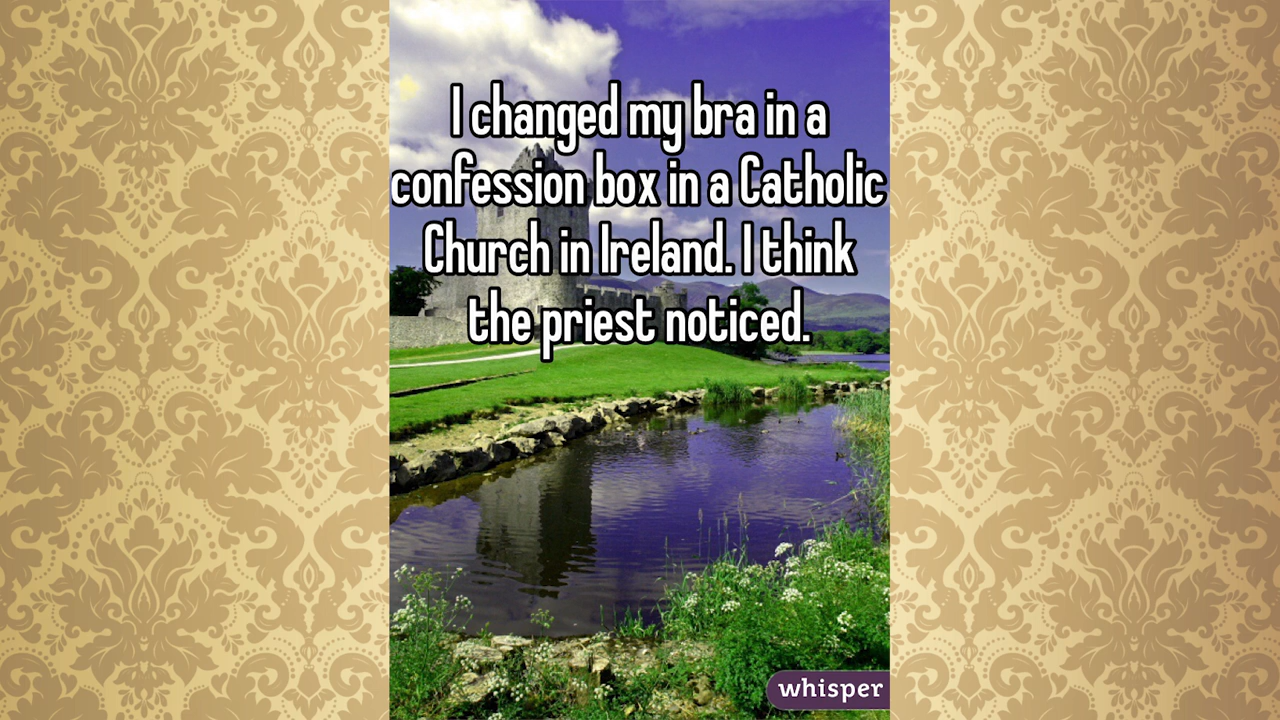 I changed my bra in a
confession box in a Catholic
Church in Ireland. I think
the priest noticed.
whisper